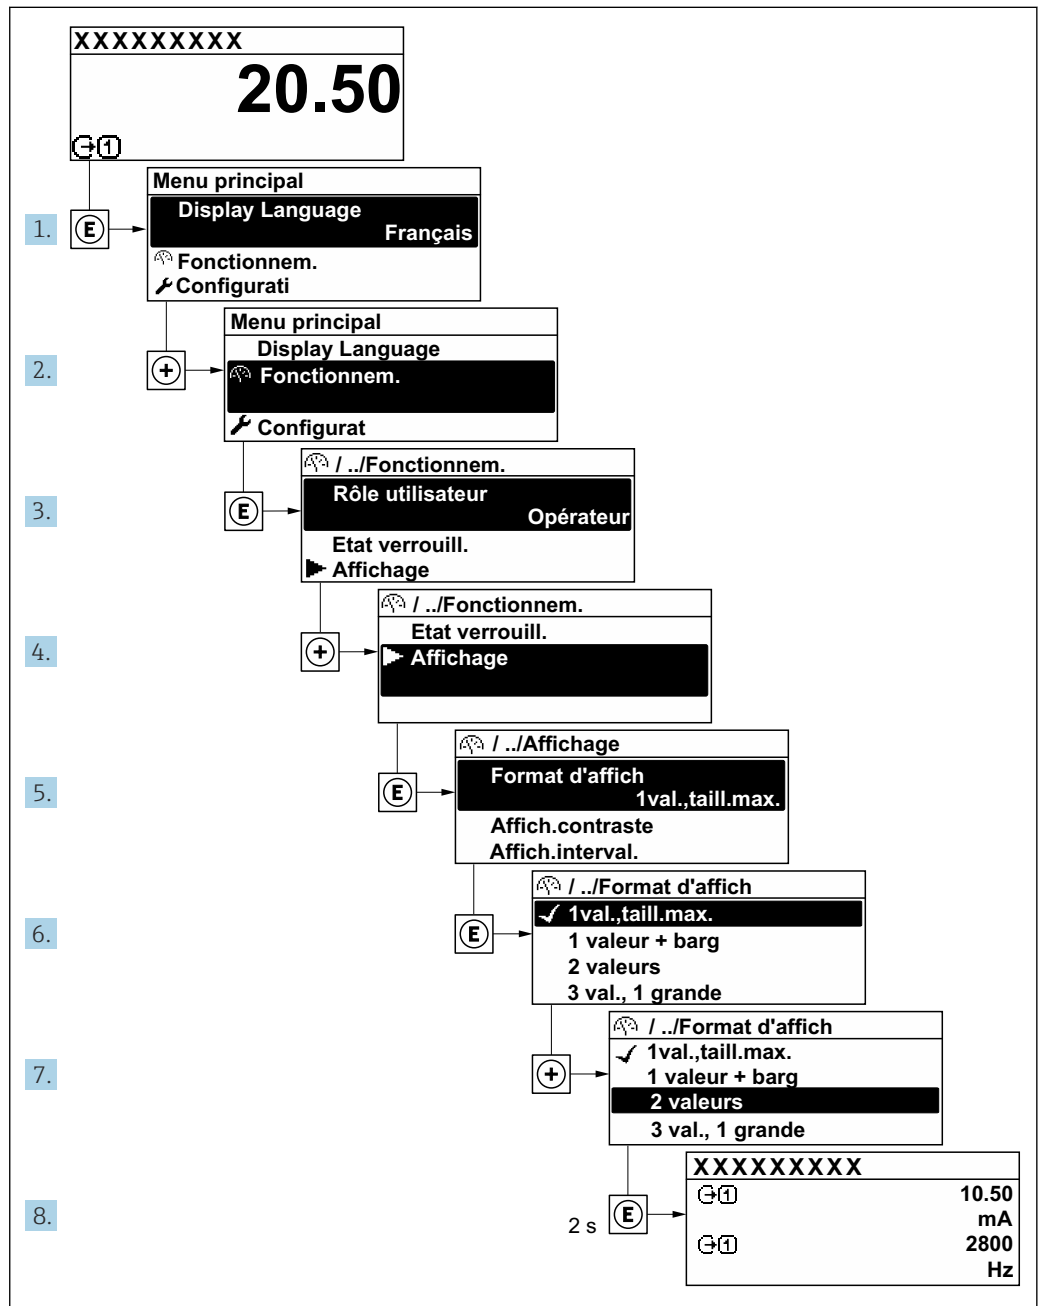 XXXXXXXXX
20.50
1
Menu principal
Display Language
Français
1. E
Fonctionnem.
Configurati
Menu principal
Display Language
2. +
Fonctionnem.
Configurat
/ ../Fonctionnem.
Rôle utilisateur
3. E
Opérateur
Etat verrouill.
Affichage
/ ../Fonctionnem.
Etat verrouill.
4. +
Affichage
/ ../Affichage
Format d'affich
5. E
1val.,taill.max.
Affich.contraste
Affich.interval.
/ ../Format d'affich
1val.,taill.max.
6. E
1 valeur + barg
2 valeurs
3 val., 1 grande
/ ../Format d'affich
1val.,taill.max.
7. +
1 valeur + barg
2 valeurs
3 val., 1 grande
XXXXXXXXX
1 10.50
8. 2 s E
mA
1 2800
Hz